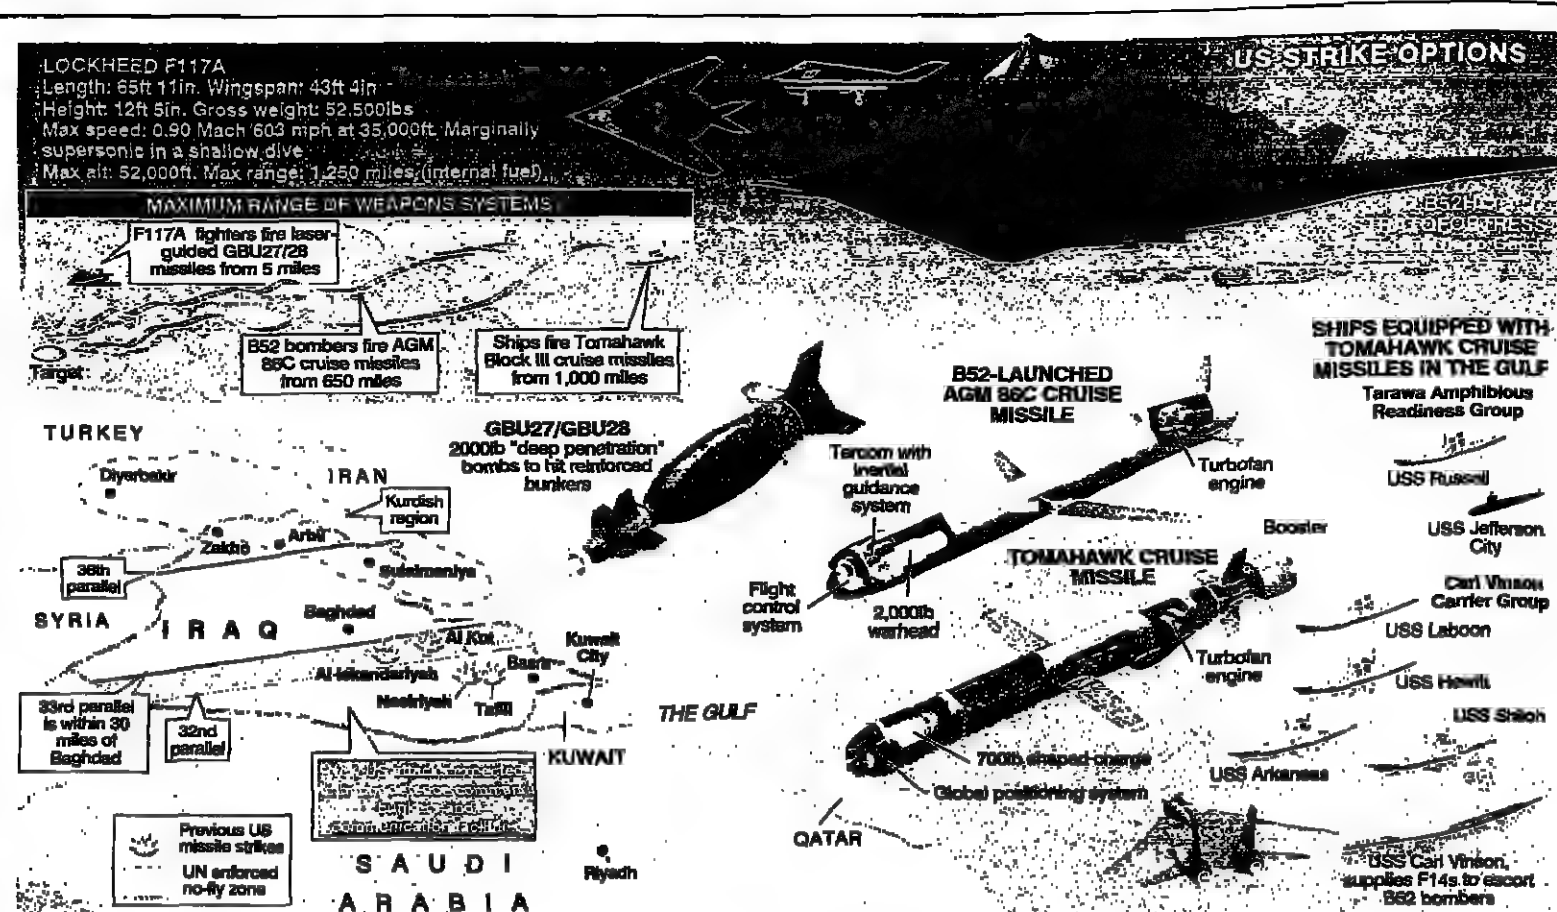 US STRIKE OPTIONS
LOCKHEED F117A
Length: 65ft 11in. Wingspan: 43ft 4in
Height: 12ft 5in. Gross weight: 52,500lbs
Max speed: 0.90 Mach 603 mph at 35,000ft. Marginally
supersonic in a shallow dive
Max alt: 52,000ft. Max range: 1,250 miles (internal fuel)
MAXIMUM RANGE OF WEAPONS SYSTEMS
F117A fighters fire laser-
guided GBU27/28
missiles from 5 miles
B52 bombers fire AGM
86C cruise missiles
from 650 miles
Ships fire Tomahawk
Block III cruise missiles
from 1,000 miles
Target
GBU27/GBU28
2000lb "deep penetration"
bombs to hit reinforced
bunkers
B52-LAUNCHED
AGM 86C CRUISE
MISSILE
Tercom with
inertial
guidance
system
Turbofan
engine
Flight
control
system
2,000lb
warhead
TOMAHAWK CRUISE
MISSILE
Booster
Turbofan
engine
700lb shaped charge
Global positioning system
SHIPS EQUIPPED WITH
TOMAHAWK CRUISE
MISSILES IN THE GULF
Tarawa Amphibious
Readiness Group
USS Russell
USS Jefferson
City
Carl Vinson
Carrier Group
USS Laboon
USS Hewitt
USS Shiloh
USS Arkansas
USS Carl Vinson,
supplies F14s to escort
B52 bombers
TURKEY
Diyarbakir
IRAN
Kurdish
region
Zakho
Arbil
36th
parallel
Sulaimaniya
SYRIA
IRAQ
Baghdad
Al Kut
Al-Iskandariyah
Nasiriyah
Tallil
Basra
Kuwait
City
33rd parallel
is within 30
miles of
Baghdad
32nd
parallel
THE GULF
KUWAIT
QATAR
Previous US
missile strikes
UN enforced
no-fly zone
SAUDI
ARABIA
Riyadh